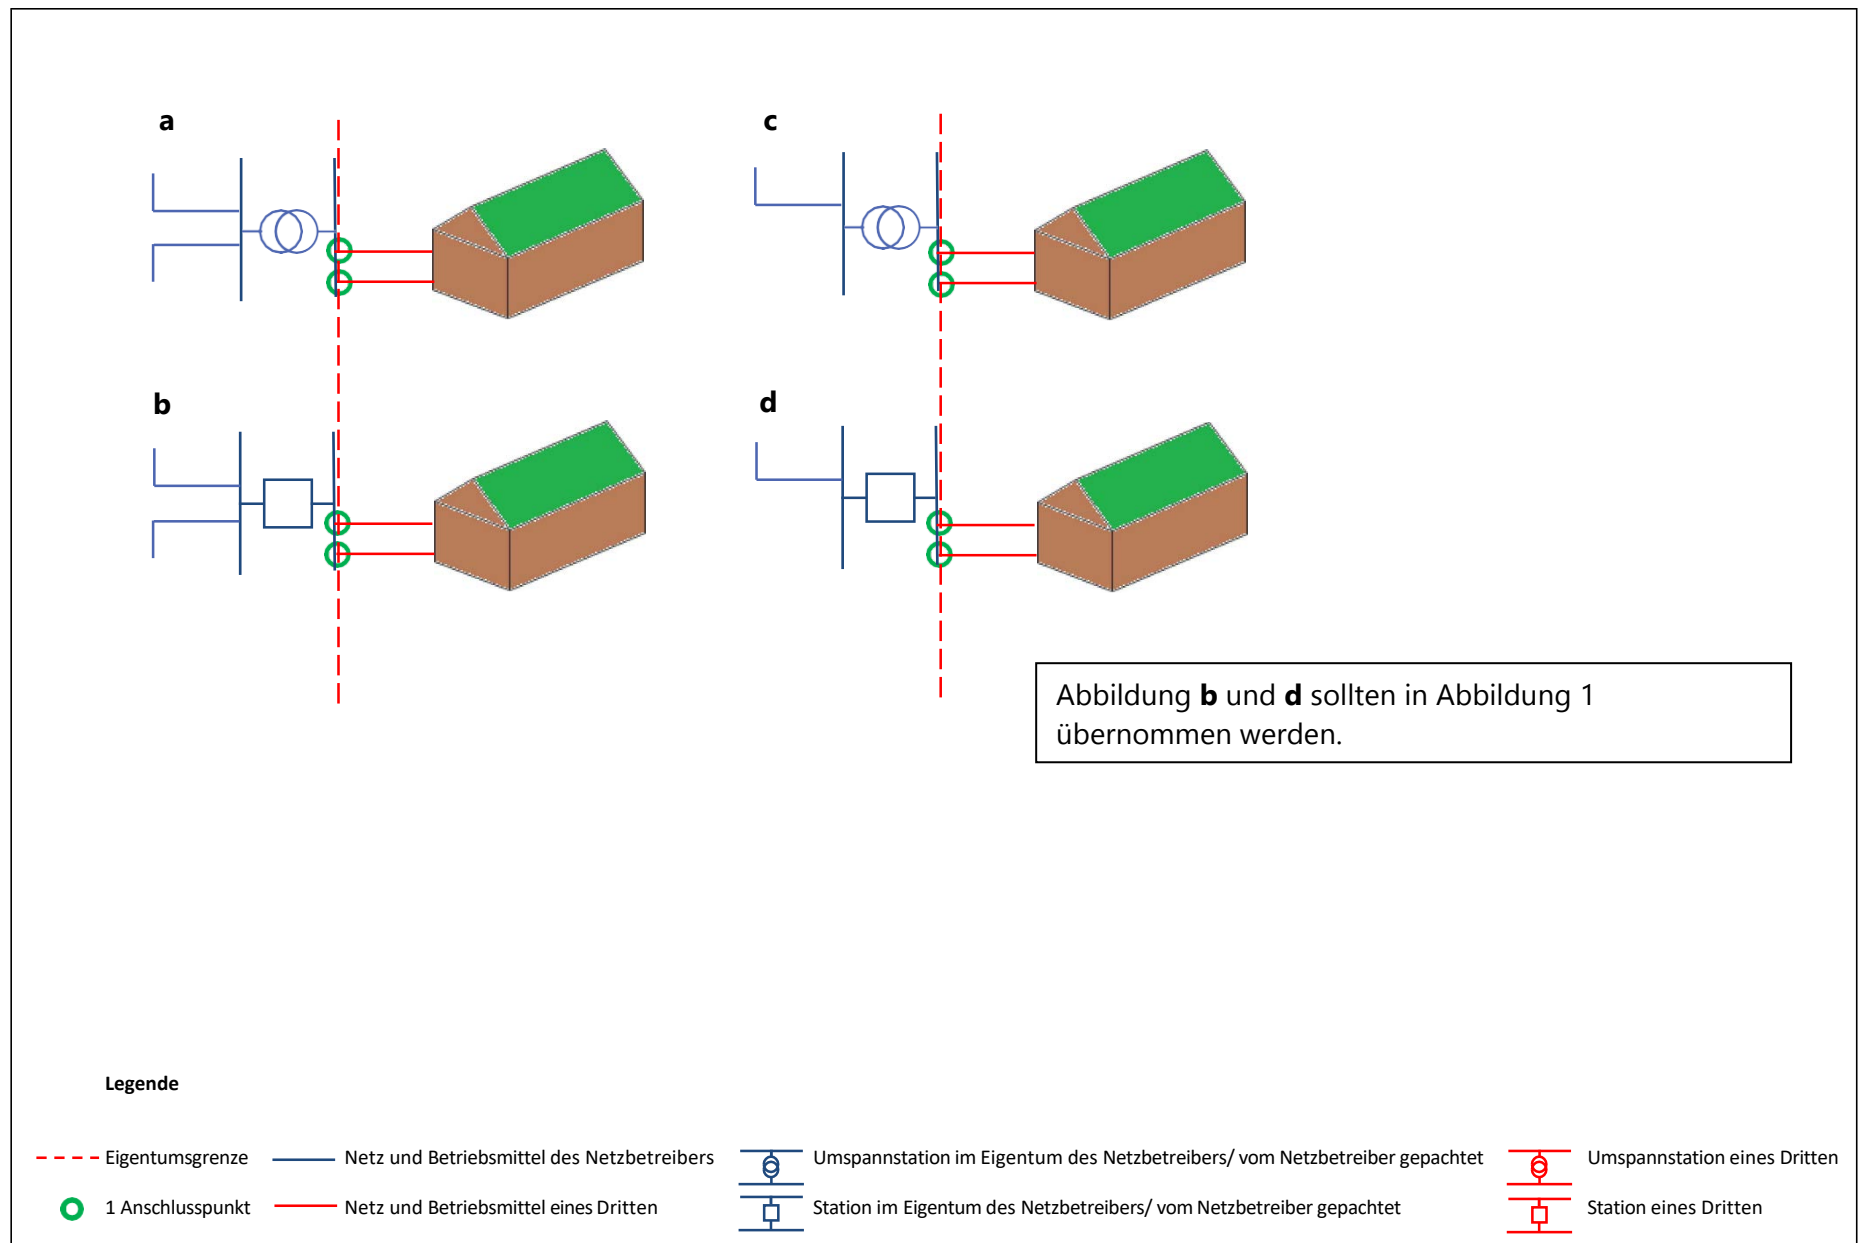 a
c
b
d
Abbildung b und d sollten in Abbildung 1
übernommen werden.
Legende
Eigentumsgrenze
Netz und Betriebsmittel des Netzbetreibers
Umspannstation im Eigentum des Netzbetreibers/ vom Netzbetreiber gepachtet
Umspannstation eines Dritten
1 Anschlusspunkt
Netz und Betriebsmittel eines Dritten
Station im Eigentum des Netzbetreibers/ vom Netzbetreiber gepachtet
Station eines Dritten